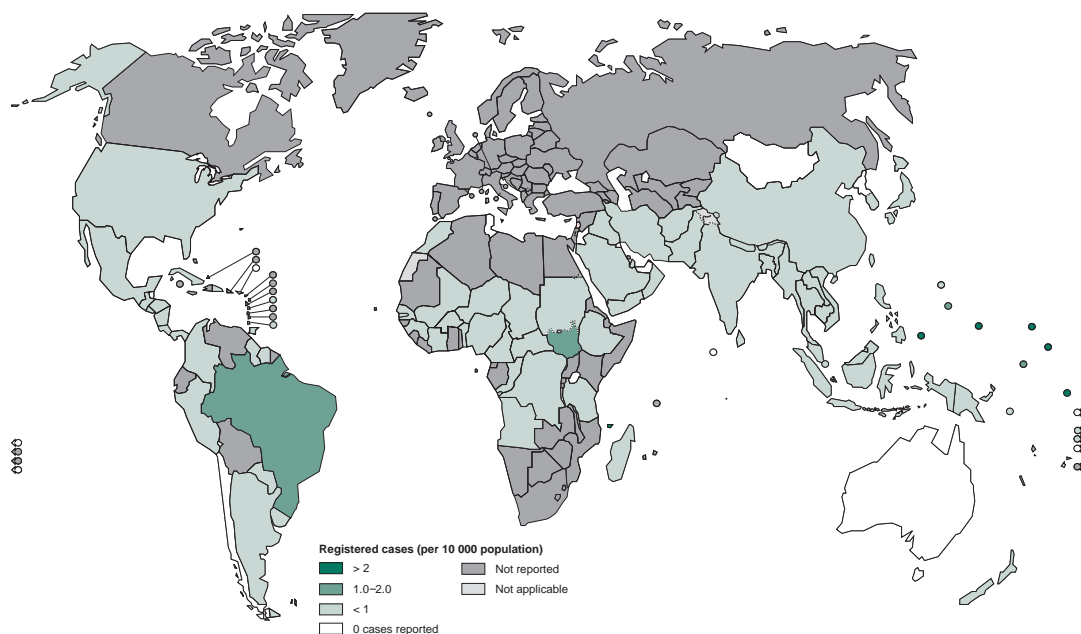 Registered cases (per 10 000 population)
> 2
1.0–2.0
< 1
0 cases reported
Not reported
Not applicable